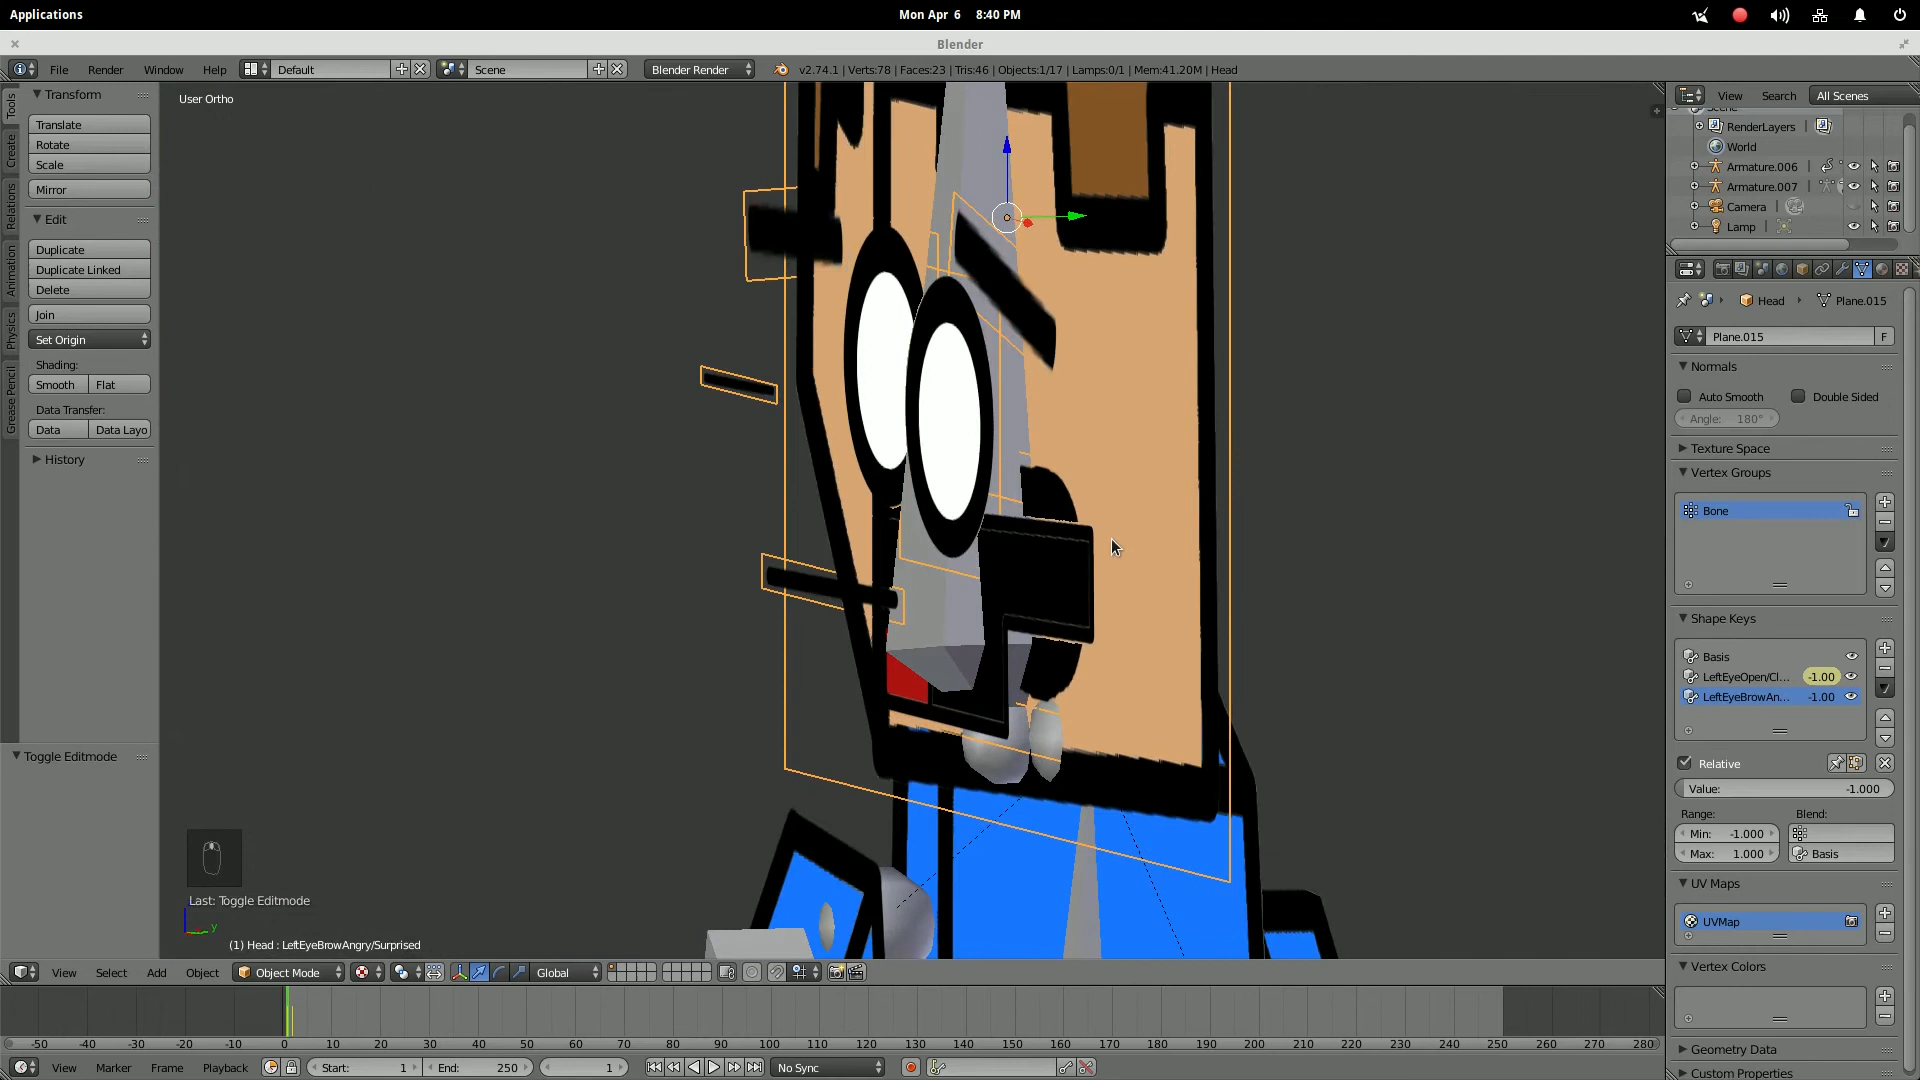 Applications
Mon Apr 6 8:40 PM
Blender
File Render Window Help Default Scene Blender Render v2.74.1 | Verts:78 | Faces:23 | Tris:46 | Objects:1/17 | Lamps:0/1 | Mem:41.20M | Head
Tools
Create
Relations
Animation
Physics
Grease Pencil
Transform
Translate
Rotate
Scale
Mirror
Edit
Duplicate
Duplicate Linked
Delete
Join
Set Origin
Shading:
Smooth Flat
Data Transfer:
Data Data Layo
History
Toggle Editmode
User Ortho
Last: Toggle Editmode
y
(1) Head : LeftEyeBrowAngry/Surprised
View Select Add Object Object Mode Global
-50 -40 -30 -20 -10 0 10 20 30 40 50 60 70 80 90 100 110 120 130 140 150 160 170 180 190 200 210 220 230 240 250 260 270 280
View Marker Frame Playback Start: 1 End: 250 1 No Sync
View Search All Scenes
RenderLayers
World
Armature.006
Armature.007
Camera
Lamp
Head Plane.015
Plane.015 F
Normals
Auto Smooth Double Sided
Angle: 180°
Texture Space
Vertex Groups
Bone
Shape Keys
Basis
LeftEyeOpen/Cl... -1.00
LeftEyeBrowAn... -1.00
Relative
Value: -1.000
Range: Blend:
Min: -1.000
Max: 1.000 Basis
UV Maps
UVMap
Vertex Colors
Geometry Data
Custom Properties